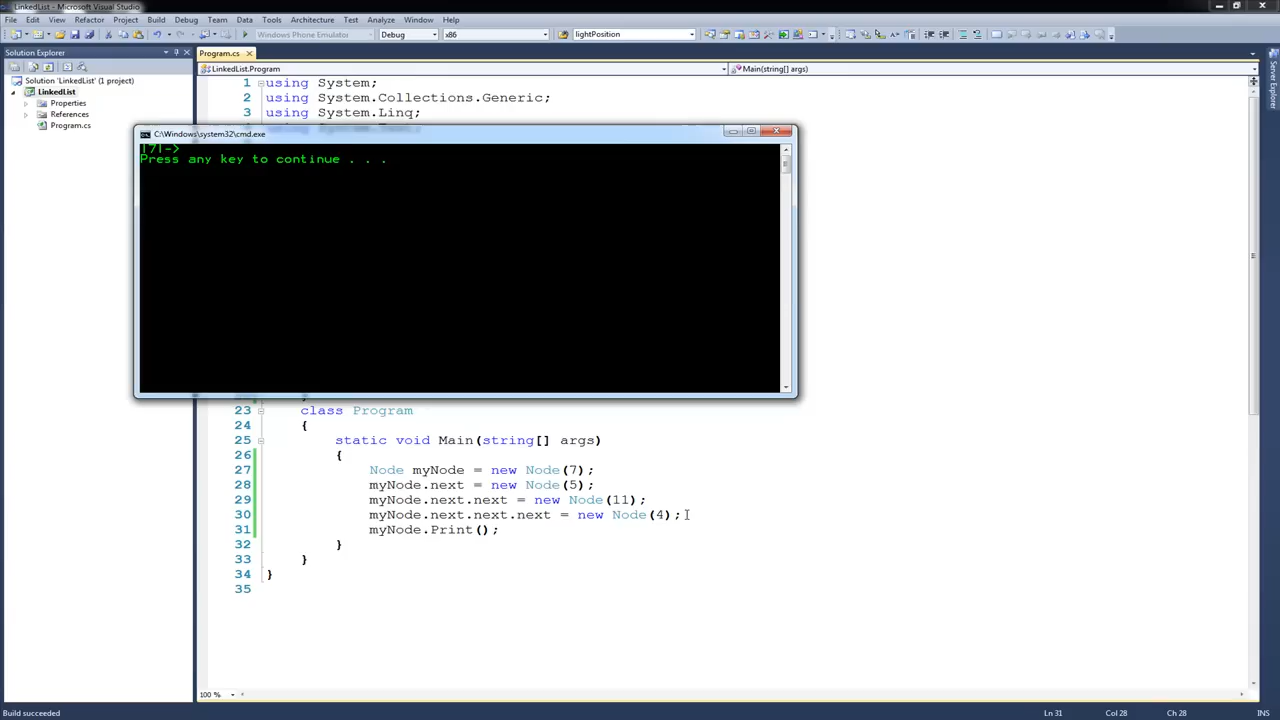 LinkedList - Microsoft Visual Studio
File Edit View Refactor Project Build Debug Team Data Tools Architecture Test Analyze Window Help
Windows Phone Emulator Debug x86 lightPosition
Solution Explorer
Program.cs
LinkedList.Program
Main(string[] args)
Solution 'LinkedList' (1 project)
LinkedList
Properties
References
Program.cs
Server Explorer
1 using System;
2 using System.Collections.Generic;
3 using System.Linq;
using System.Text;
C:\Windows\system32\cmd.exe
|7|->
Press any key to continue . . .
23 class Program
24 {
25 static void Main(string[] args)
26 {
27 Node myNode = new Node(7);
28 myNode.next = new Node(5);
29 myNode.next.next = new Node(11);
30 myNode.next.next.next = new Node(4);
31 myNode.Print();
32 }
33 }
34 }
35
100 %
Build succeeded
Ln 31 Col 28 Ch 28 INS